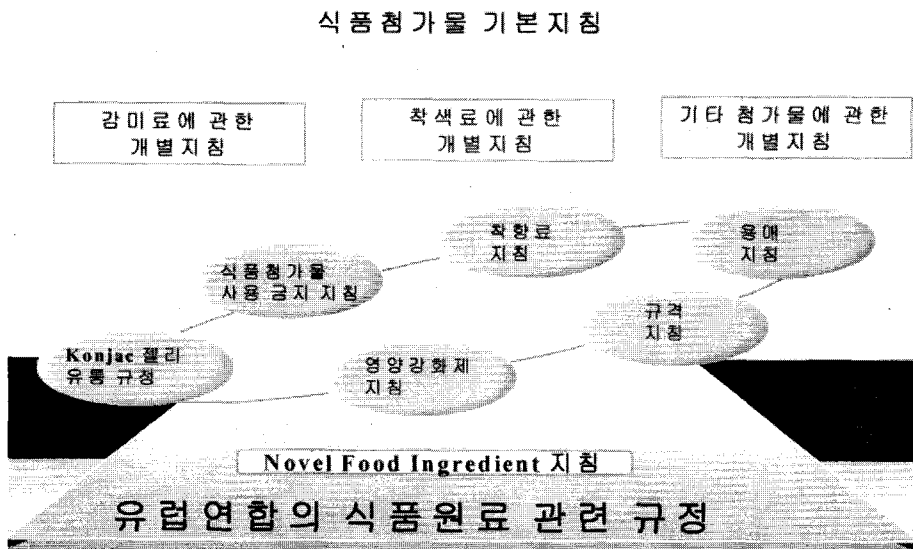 식품첨가물 기본지침
감미료에 관한
개별지침
착색료에 관한
개별지침
기타 첨가물에 관한
개별지침
착향료
지침
용매
지침
식품첨가물
사용 금지 지침
규격
지침
Konjac 젤리
유통 규정
영양강화제
지침
Novel Food Ingredient 지침
유럽연합의 식품원료 관련 규정